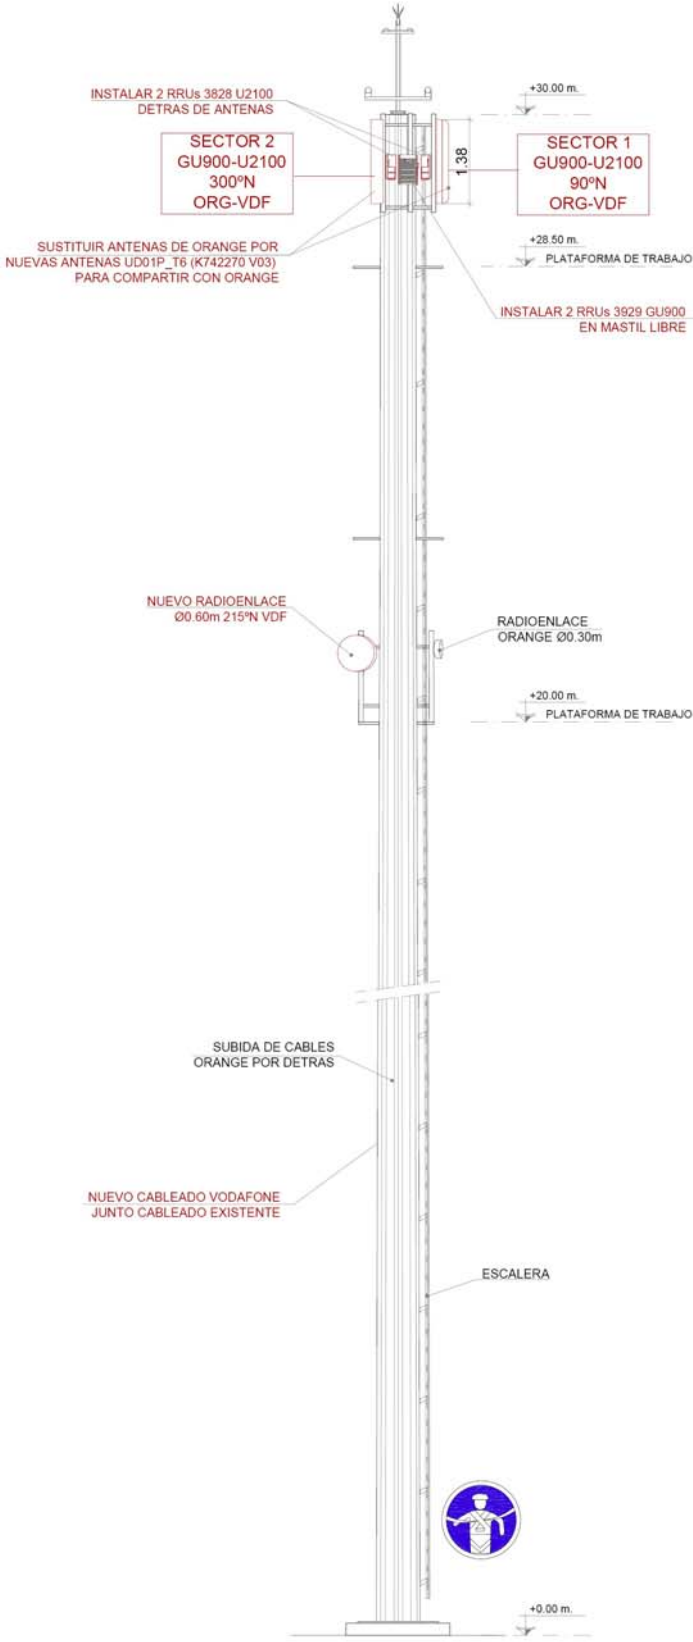 +30.00 m.
INSTALAR 2 RRUs 3828 U2100
DETRAS DE ANTENAS
SECTOR 2
GU900-U2100
300ºN
ORG-VDF
1.38
SECTOR 1
GU900-U2100
90ºN
ORG-VDF
SUSTITUIR ANTENAS DE ORANGE POR
NUEVAS ANTENAS UD01P_T6 (K742270 V03)
PARA COMPARTIR CON ORANGE
+28.50 m.
PLATAFORMA DE TRABAJO
INSTALAR 2 RRUs 3929 GU900
EN MASTIL LIBRE
NUEVO RADIOENLACE
Ø0.60m 215ºN VDF
RADIOENLACE
ORANGE Ø0.30m
+20.00 m.
PLATAFORMA DE TRABAJO
SUBIDA DE CABLES
ORANGE POR DETRAS
NUEVO CABLEADO VODAFONE
JUNTO CABLEADO EXISTENTE
ESCALERA
+0.00 m.